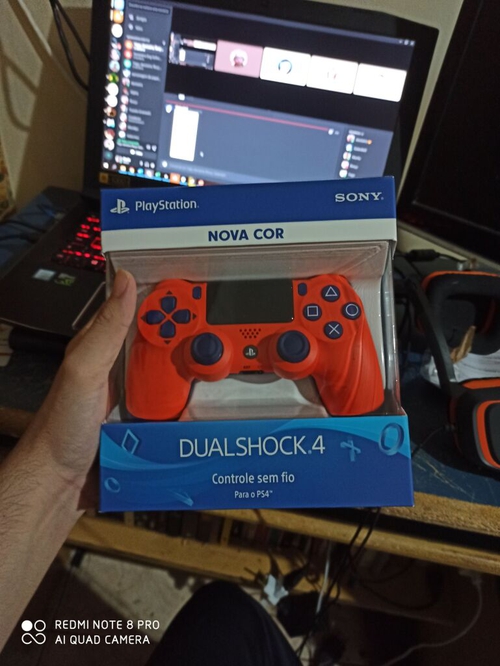 PlayStation
SONY
NOVA COR
DUALSHOCK.4
Controle sem fio
Para o PS4™
REDMI NOTE 8 PRO
AI QUAD CAMERA